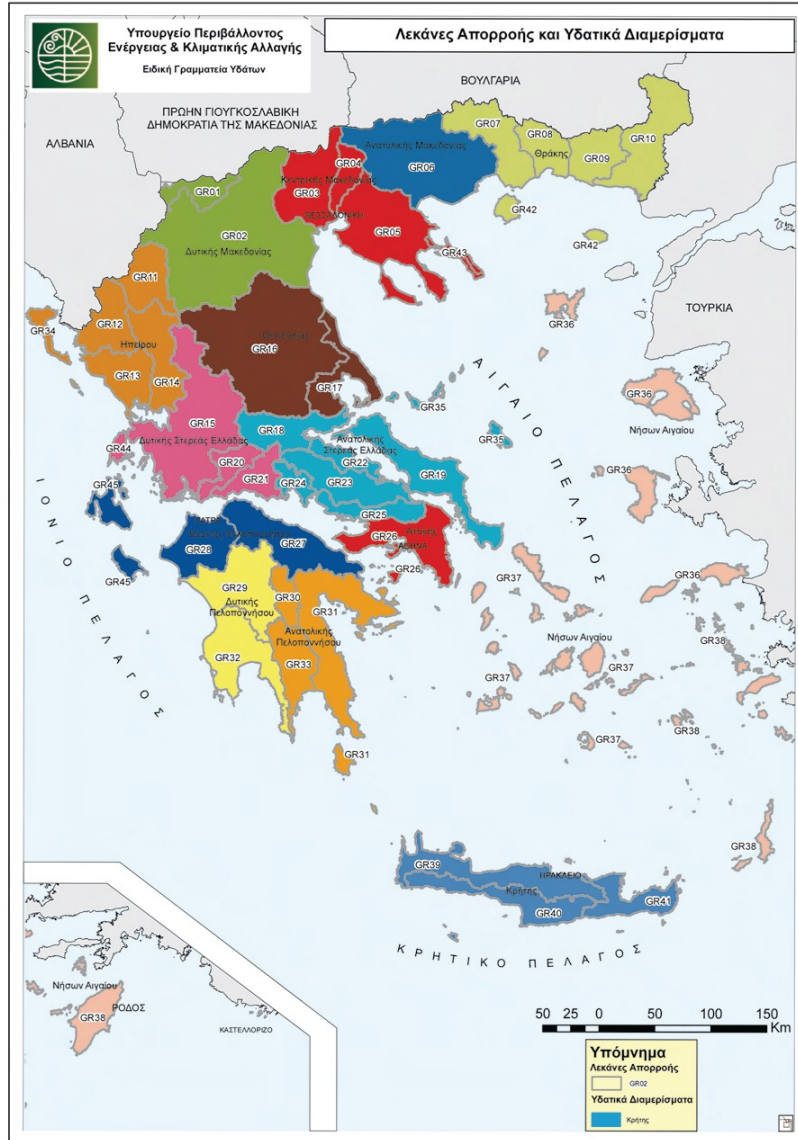 Υπουργείο Περιβάλλοντος
Ενέργειας & Κλιματικής Αλλαγής
Ειδική Γραμματεία Υδάτων
Λεκάνες Απορροής και Υδατικά Διαμερίσματα
ΒΟΥΛΓΑΡΙΑ
ΠΡΩΗΝ ΓΙΟΥΓΚΟΣΛΑΒΙΚΗ
ΔΗΜΟΚΡΑΤΙΑ ΤΗΣ ΜΑΚΕΔΟΝΙΑΣ
ΑΛΒΑΝΙΑ
ΤΟΥΡΚΙΑ
GR07
GR08
GR10
Θράκης
GR09
Ανατολικής Μακεδονίας
GR06
GR04
Κεντρικής Μακεδονίας
GR03
GR01
GR02
Δυτικής Μακεδονίας
ΘΕΣΣΑΛΟΝΙΚΗ
GR05
GR42
GR42
GR43
GR11
GR12
GR34
Ηπείρου
GR13
GR14
GR16
GR17
GR36
GR36
Νήσων Αιγαίου
GR35
GR35
GR15
Δυτικής Στερεάς Ελλάδας
GR44
GR18
Ανατολικής
Στερεάς Ελλάδας
GR20
GR21
GR22
GR24
GR23
GR19
GR25
GR36
GR45
GR45
GR28
GR27
GR26
Αττικής
ΑΘΗΝΑ
GR26
GR29
Δυτικής
Πελοποννήσου
GR30
GR31
Ανατολικής
Πελοποννήσου
GR32
GR33
GR31
GR37
GR36
Νήσων Αιγαίου
GR38
GR37
GR37
GR38
GR37
GR38
ΑΙΓΑΙΟ ΠΕΛΑΓΟΣ
ΙΟΝΙΟ ΠΕΛΑΓΟΣ
GR39
ΗΡΑΚΛΕΙΟ
Κρήτης
GR40
GR41
ΚΡΗΤΙΚΟ ΠΕΛΑΓΟΣ
Νήσων Αιγαίου
ΡΟΔΟΣ
GR38
ΚΑΣΤΕΛΛΟΡΙΖΟ
50 25 0 50 100 150
Km
Υπόμνημα
Λεκάνες Απορροής
GR02
Υδατικά Διαμερίσματα
Κρήτης